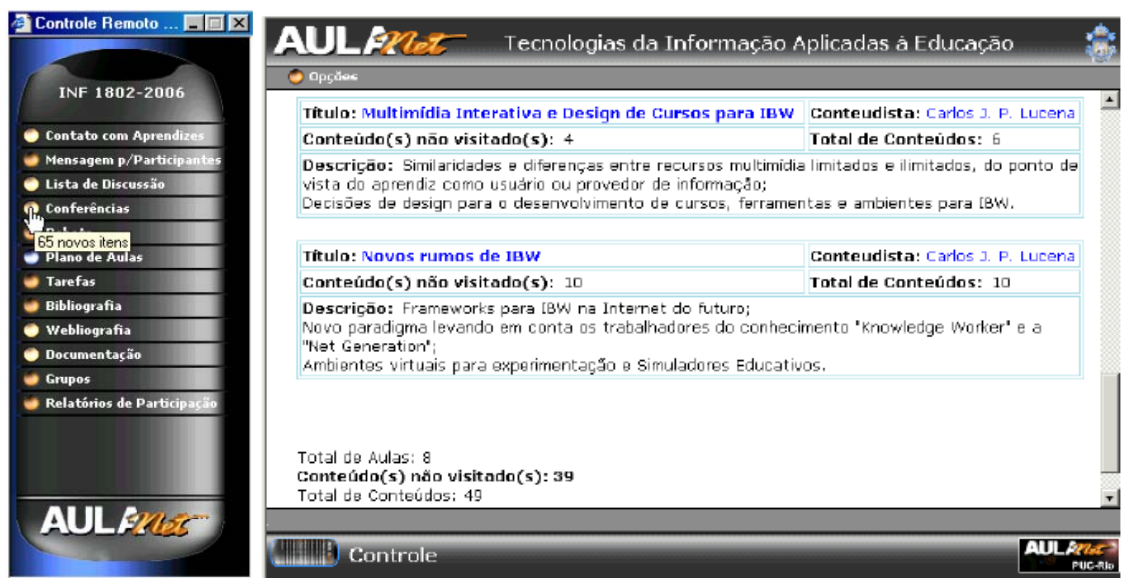 Controle Remoto ...
INF 1802-2006
Contato com Aprendizes
Mensagem p/Participantes
Lista de Discussão
Conferências
65 novos itens
Plano de Aulas
Tarefas
Bibliografia
Webliografia
Documentação
Grupos
Relatórios de Participação
AULANet
AULANet Tecnologias da Informação Aplicadas à Educação
Opções
Título: Multimídia Interativa e Design de Cursos para IBW Conteudista: Carlos J. P. Lucena
Conteúdo(s) não visitado(s): 4 Total de Conteúdos: 6
Descrição: Similaridades e diferenças entre recursos multimídia limitados e ilimitados, do ponto de
vista do aprendiz como usuário ou provedor de informação;
Decisões de design para o desenvolvimento de cursos, ferramentas e ambientes para IBW.
Título: Novos rumos de IBW Conteudista: Carlos J. P. Lucena
Conteúdo(s) não visitado(s): 10 Total de Conteúdos: 10
Descrição: Frameworks para IBW na Internet do futuro;
Novo paradigma levando em conta os trabalhadores do conhecimento "Knowledge Worker" e a
"Net Generation";
Ambientes virtuais para experimentação e Simuladores Educativos.
Total de Aulas: 8
Conteúdo(s) não visitado(s): 39
Total de Conteúdos: 49
Controle
AULANet
PUC-Rio